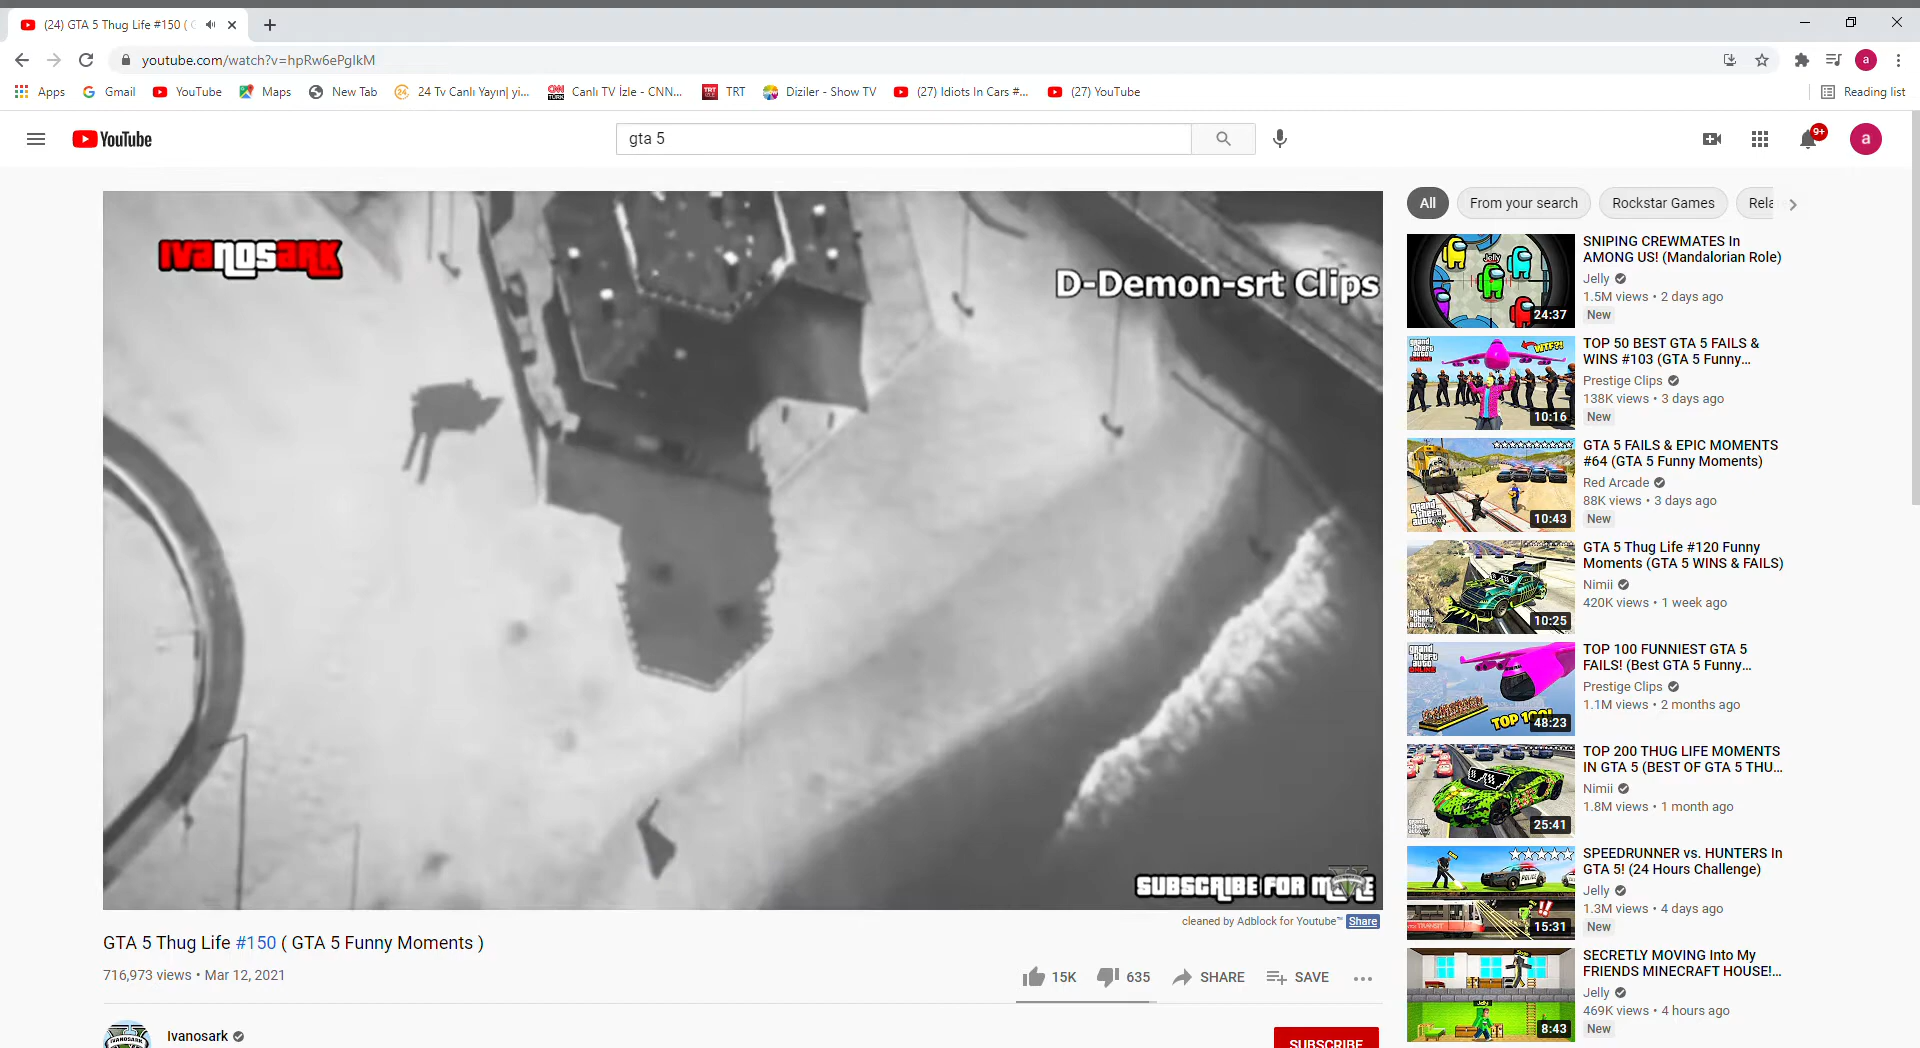 (24) GTA 5 Thug Life #150 (
youtube.com/watch?v=hpRw6ePglkM
Apps
Gmail
YouTube
Maps
New Tab
24 Tv Canlı Yayın| yi...
Canlı TV İzle - CNN...
TRT
Diziler - Show TV
(27) Idiots In Cars #...
(27) YouTube
Reading list
YouTube
gta 5
9+
a
IVANOSARK
D-Demon-srt Clips
SUBSCRIBE FOR MORE
cleaned by Adblock for Youtube™ Share
GTA 5 Thug Life #150 ( GTA 5 Funny Moments )
716,973 views • Mar 12, 2021
15K
635
SHARE
SAVE
Ivanosark
SUBSCRIBE
All
From your search
Rockstar Games
Rela
SNIPING CREWMATES In
AMONG US! (Mandalorian Role)
Jelly
1.5M views • 2 days ago
New
24:37
TOP 50 BEST GTA 5 FAILS &
WINS #103 (GTA 5 Funny...
Prestige Clips
138K views • 3 days ago
New
WTF?!
10:16
GTA 5 FAILS & EPIC MOMENTS
#64 (GTA 5 Funny Moments)
Red Arcade
88K views • 3 days ago
New
10:43
GTA 5 Thug Life #120 Funny
Moments (GTA 5 WINS & FAILS)
Nimii
420K views • 1 week ago
10:25
TOP 100 FUNNIEST GTA 5
FAILS! (Best GTA 5 Funny...
Prestige Clips
1.1M views • 2 months ago
48:23
TOP 200 THUG LIFE MOMENTS
IN GTA 5 (BEST OF GTA 5 THU...
Nimii
1.8M views • 1 month ago
25:41
SPEEDRUNNER vs. HUNTERS In
GTA 5! (24 Hours Challenge)
Jelly
1.3M views • 4 days ago
New
15:31
SECRETLY MOVING Into My
FRIENDS MINECRAFT HOUSE!...
Jelly
469K views • 4 hours ago
New
8:43